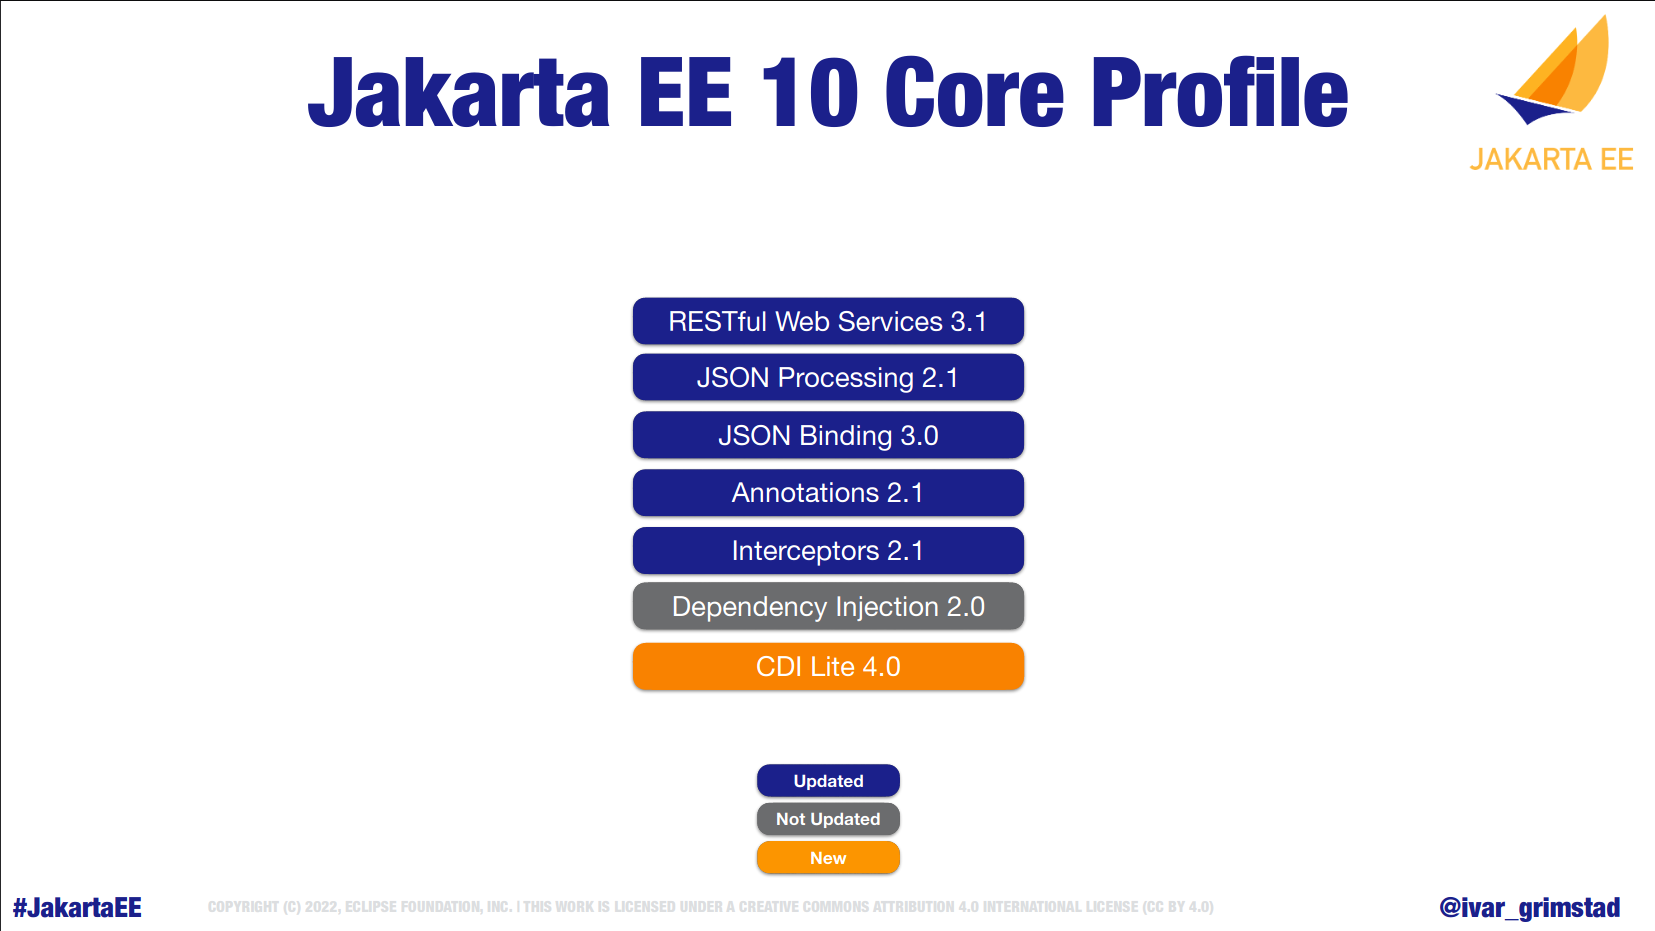 Jakarta EE 10 Core Profile
JAKARTA EE
RESTful Web Services 3.1
JSON Processing 2.1
JSON Binding 3.0
Annotations 2.1
Interceptors 2.1
Dependency Injection 2.0
CDI Lite 4.0
Updated
Not Updated
New
#JakartaEE
COPYRIGHT (C) 2022, ECLIPSE FOUNDATION, INC. | THIS WORK IS LICENSED UNDER A CREATIVE COMMONS ATTRIBUTION 4.0 INTERNATIONAL LICENSE (CC BY 4.0)
@ivar_grimstad